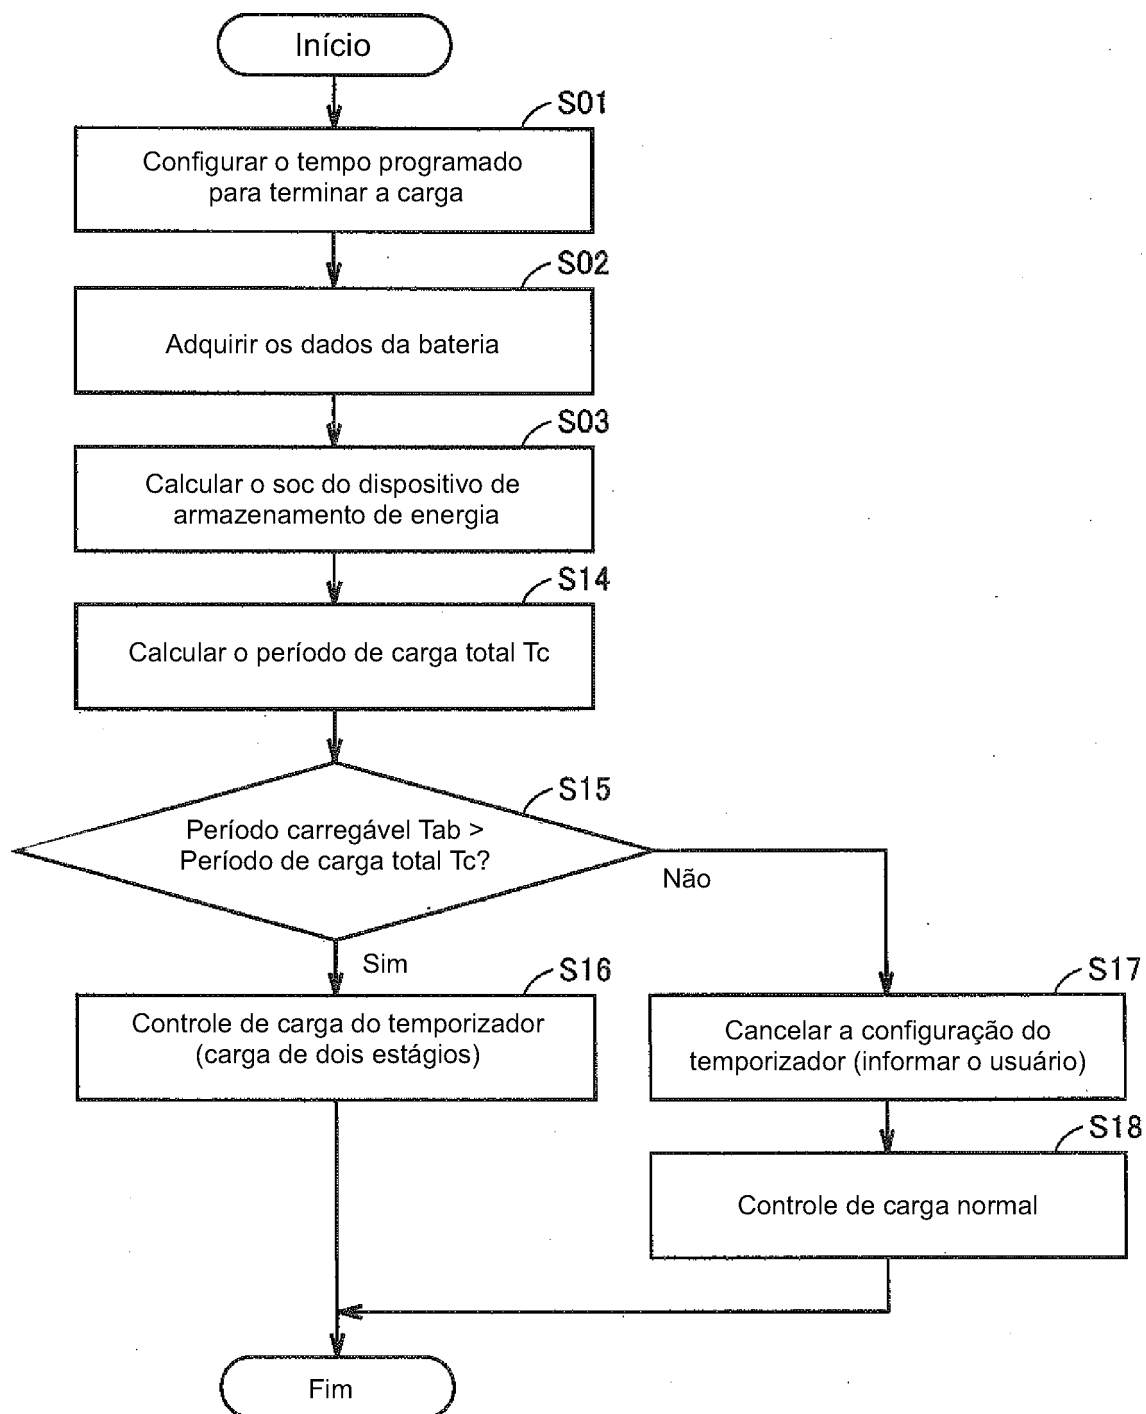 Início
S01
Configurar o tempo programado
para terminar a carga
S02
Adquirir os dados da bateria
S03
Calcular o soc do dispositivo de
armazenamento de energia
S14
Calcular o período de carga total Tc
S15
Período carregável Tab >
Período de carga total Tc?
Não
Sim
S16
Controle de carga do temporizador
(carga de dois estágios)
S17
Cancelar a configuração do
temporizador (informar o usuário)
S18
Controle de carga normal
Fim